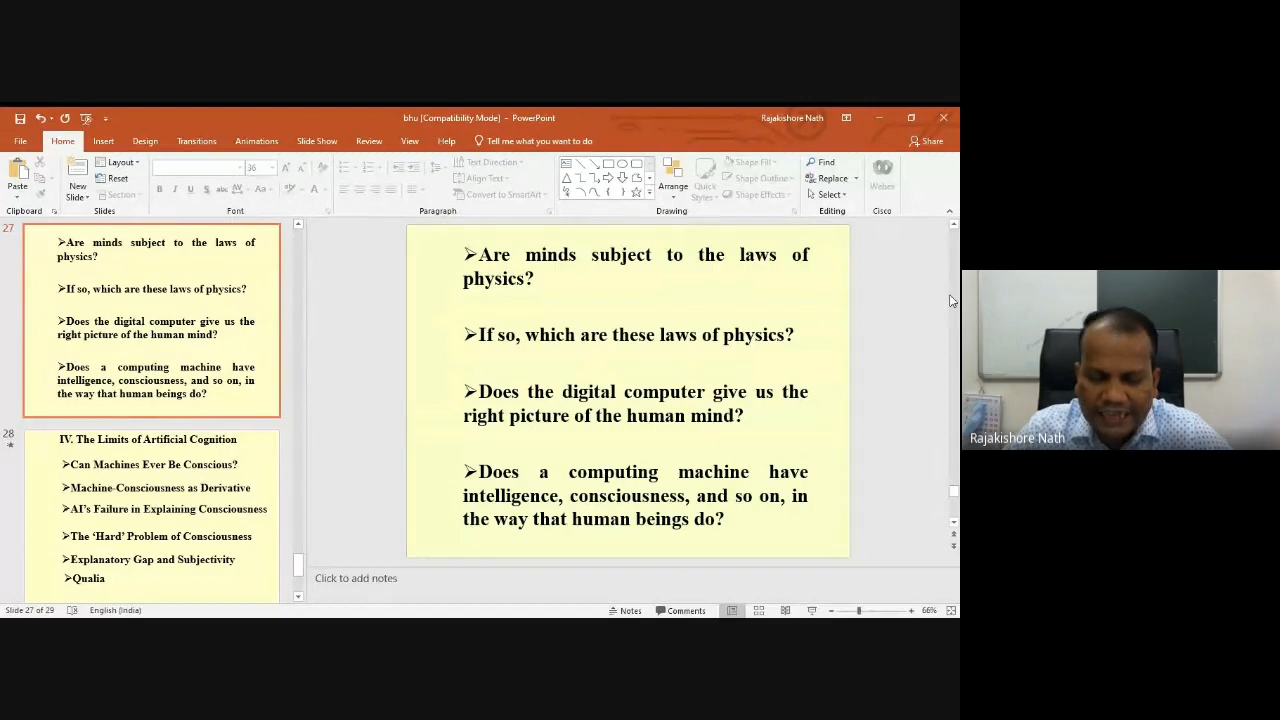 bhu [Compatibility Mode] - PowerPoint
Rajakishore Nath
File Home Insert Design Transitions Animations Slide Show Review View Help Tell me what you want to do
Share
Paste
Clipboard
New
Slide
Layout
Reset
Section
Slides
36
B I U S abc AV Aa A
Font
Text Direction
Align Text
Convert to SmartArt
Paragraph
Arrange
Quick
Styles
Shape Fill
Shape Outline
Shape Effects
Drawing
Find
Replace
Select
Editing
Webex
Cisco
27
➢Are minds subject to the laws of
physics?
➢If so, which are these laws of physics?
➢Does the digital computer give us the
right picture of the human mind?
➢Does a computing machine have
intelligence, consciousness, and so on, in
the way that human beings do?
28
IV. The Limits of Artificial Cognition
➢Can Machines Ever Be Conscious?
➢Machine-Consciousness as Derivative
➢AI's Failure in Explaining Consciousness
➢The ‘Hard’ Problem of Consciousness
➢Explanatory Gap and Subjectivity
➢Qualia
➢Are minds subject to the laws of
physics?
➢If so, which are these laws of physics?
➢Does the digital computer give us the
right picture of the human mind?
➢Does a computing machine have
intelligence, consciousness, and so on, in
the way that human beings do?
Click to add notes
Slide 27 of 29 English (India)
Notes Comments 66%
Rajakishore Nath